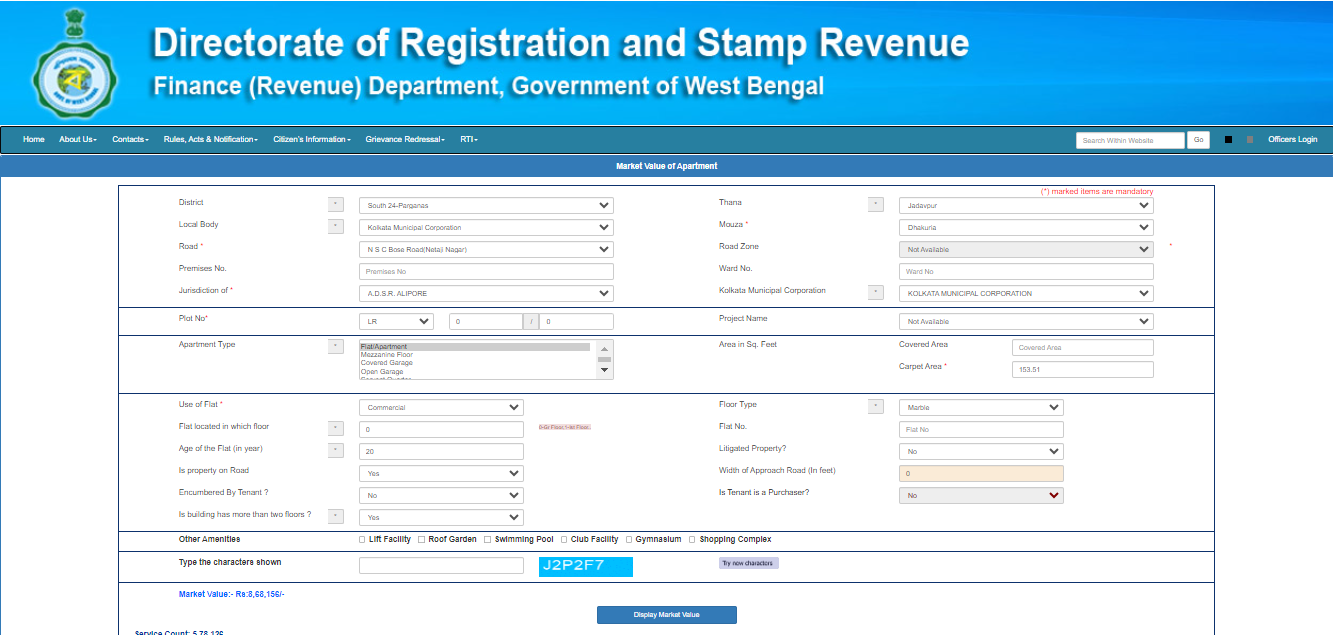 Directorate of Registration and Stamp Revenue
Finance (Revenue) Department, Government of West Bengal
Home About Us Contacts Rules, Acts & Notification Citizen's Information Grievance Redressal RTI Search Within Website Go Officers Login
Market Value of Apartment
(*) marked items are mandatory
District * South 24-Parganas Thana * Jadavpur
Local Body * Kolkata Municipal Corporation Mouza * Dhakuria
Road * N S C Bose Road(Netaji Nagar) Road Zone Not Available *
Premises No. Premises No Ward No. Ward No
Jurisdiction of * A.D.S.R. ALIPORE Kolkata Municipal Corporation * KOLKATA MUNICIPAL CORPORATION
Plot No* LR 0 / 0 Project Name Not Available
Apartment Type * Flat/Apartment Area in Sq. Feet Covered Area Covered Area
Mezzanine Floor
Covered Garage
Open Garage Carpet Area * 153.51
Use of Flat * Commercial Floor Type * Marble
Flat located in which floor * 0 0-Gr Floor, 1-Ist Floor.. Flat No. Flat No
Age of the Flat (in year) * 20 Litigated Property? No
Is property on Road Yes Width of Approach Road (In feet) 0
Encumbered By Tenant ? No Is Tenant is a Purchaser? No
Is building has more than two floors ? * Yes
Other Amenities Lift Facility Roof Garden Swimming Pool Club Facility Gymnasium Shopping Complex
Type the characters shown J2P2F7 Try new characters
Market Value:- Rs:8,68,156/-
Display Market Value
Service Count: 5,78,126